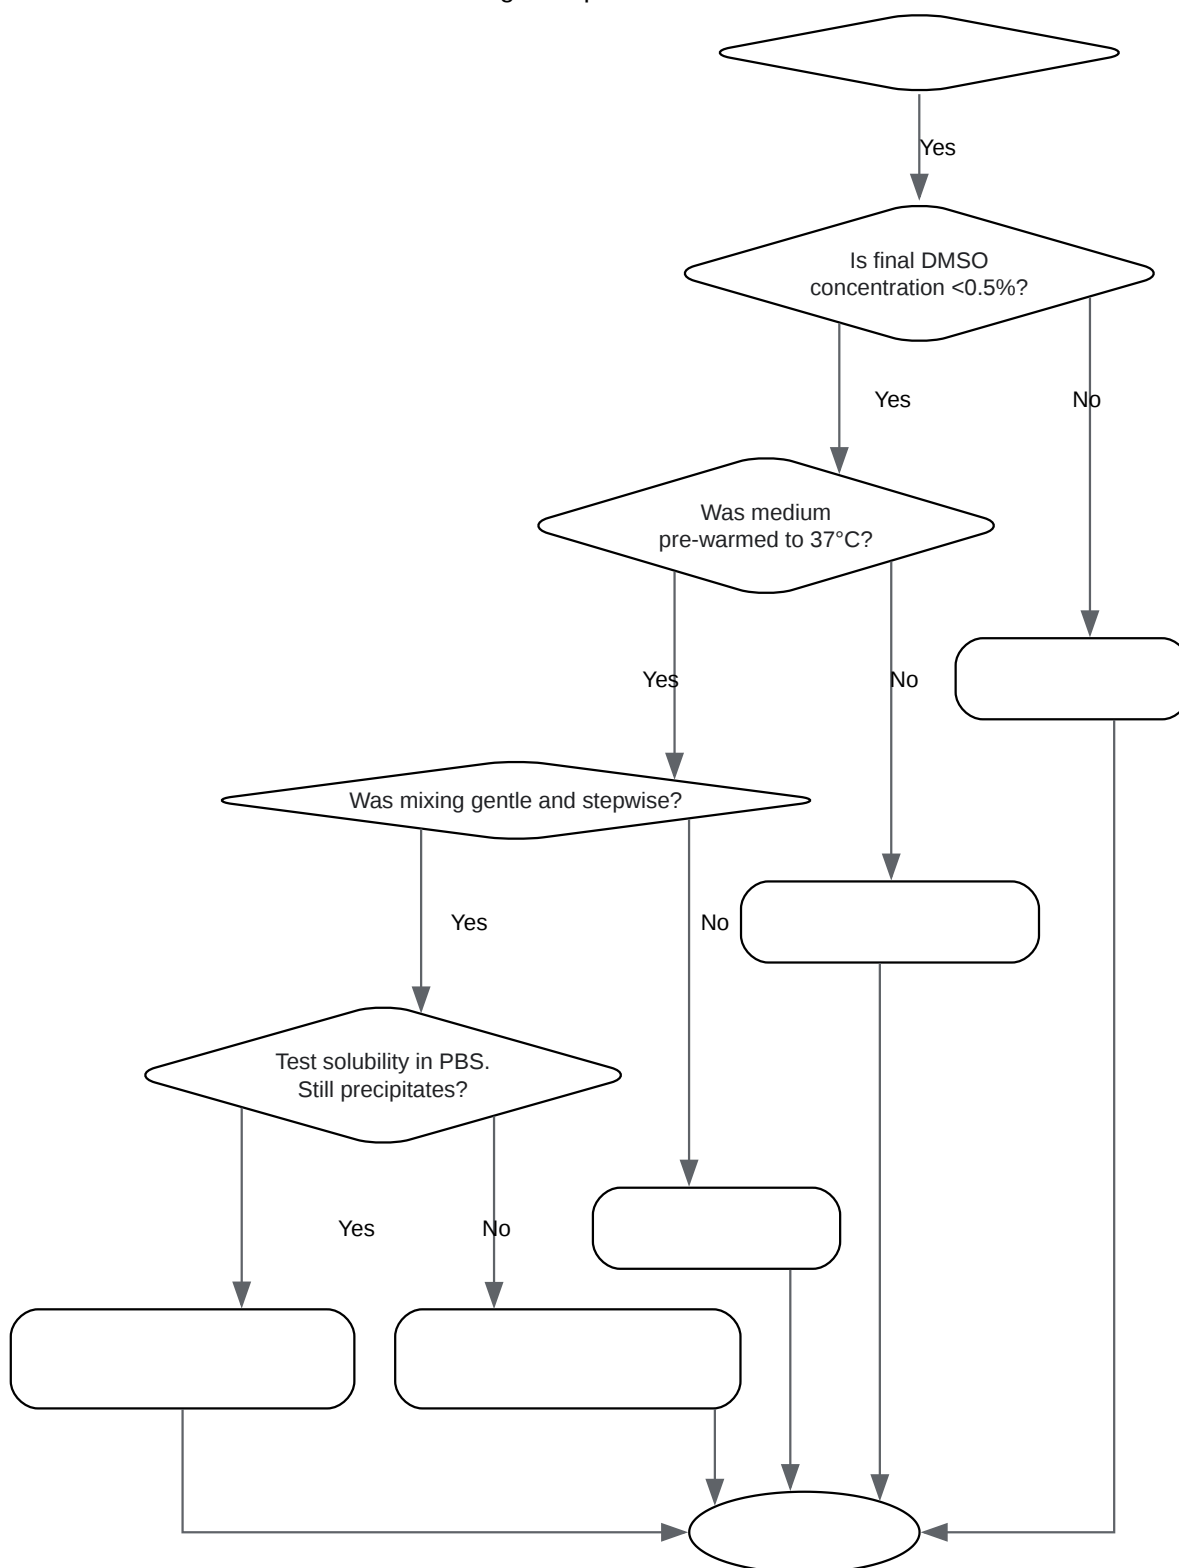 Yes
Is final DMSO
concentration <0.5%?
Yes
No
Was medium
pre-warmed to 37°C?
Yes
No
Was mixing gentle and stepwise?
Yes
No
Test solubility in PBS.
Still precipitates?
Yes
No